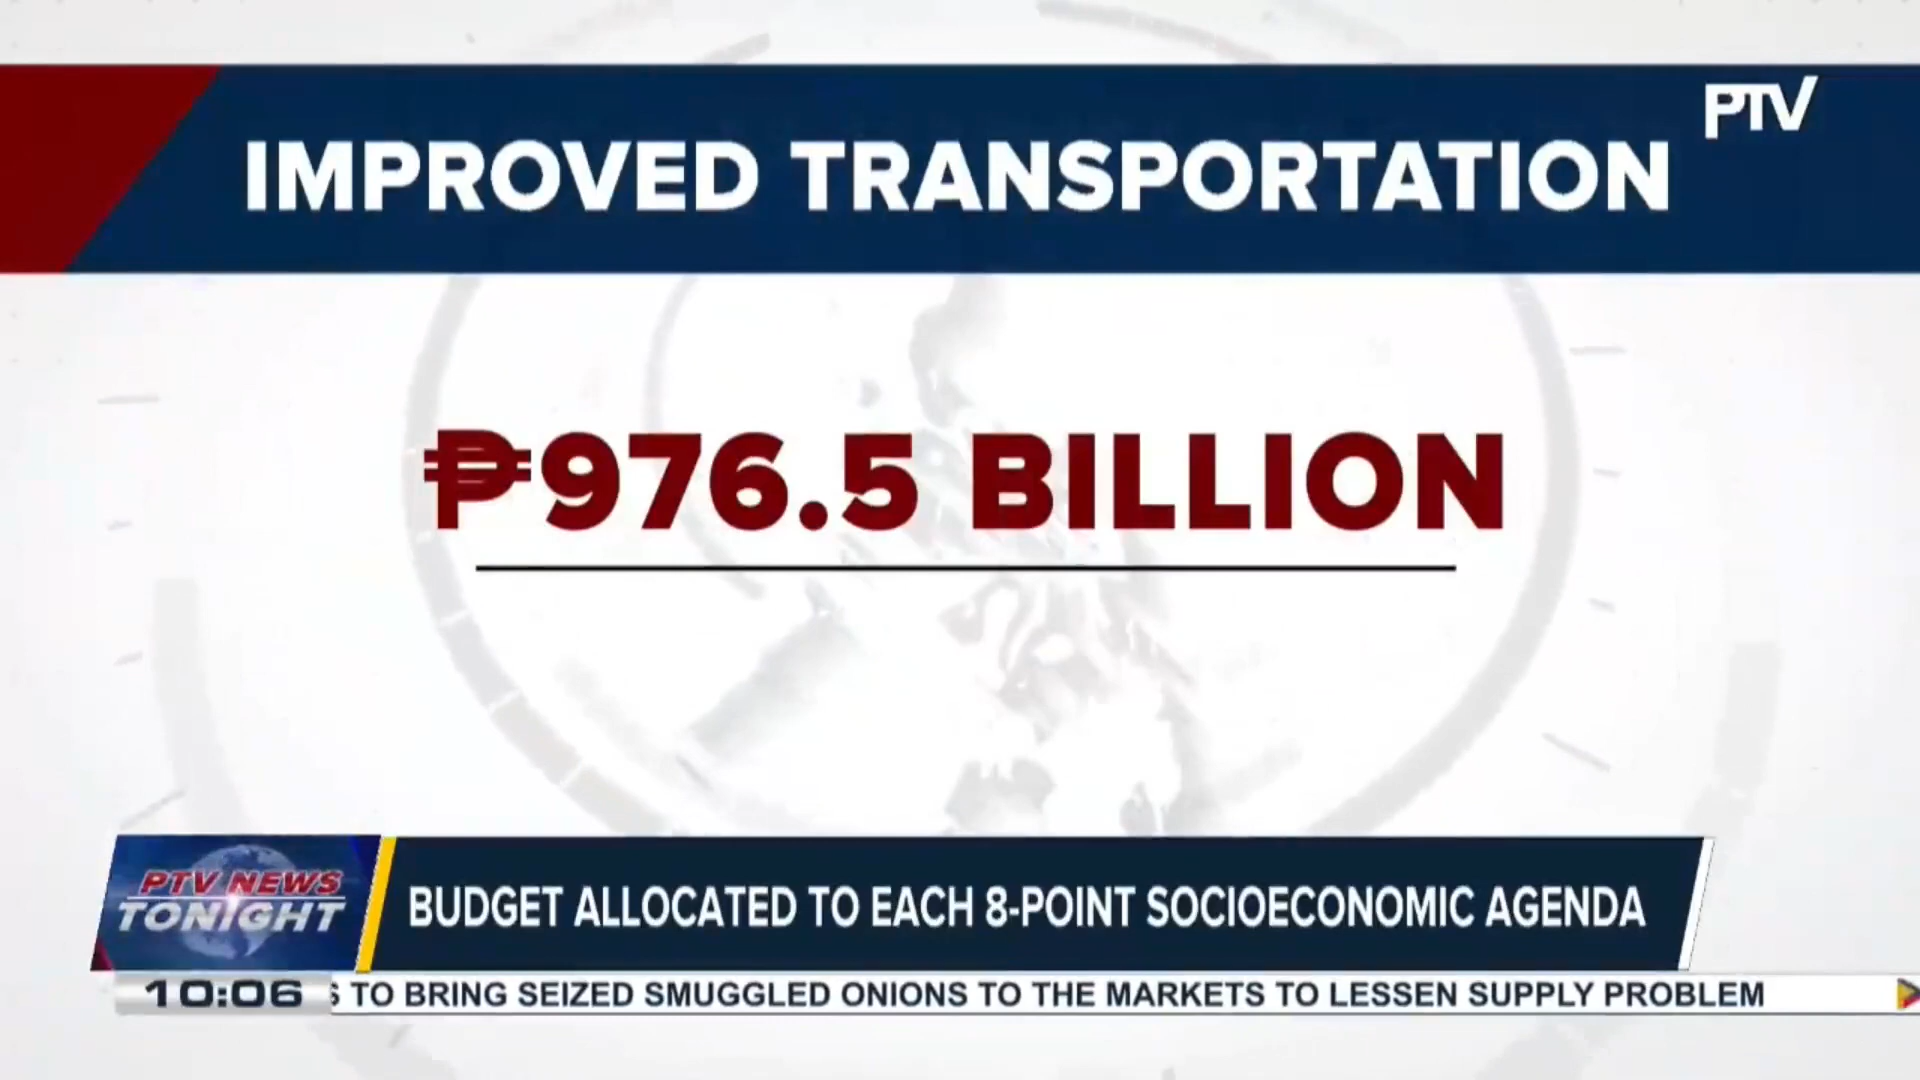 PTV
IMPROVED TRANSPORTATION
₱976.5 BILLION
PTV NEWS
TONIGHT
BUDGET ALLOCATED TO EACH 8-POINT SOCIOECONOMIC AGENDA
10:06
TO BRING SEIZED SMUGGLED ONIONS TO THE MARKETS TO LESSEN SUPPLY PROBLEM